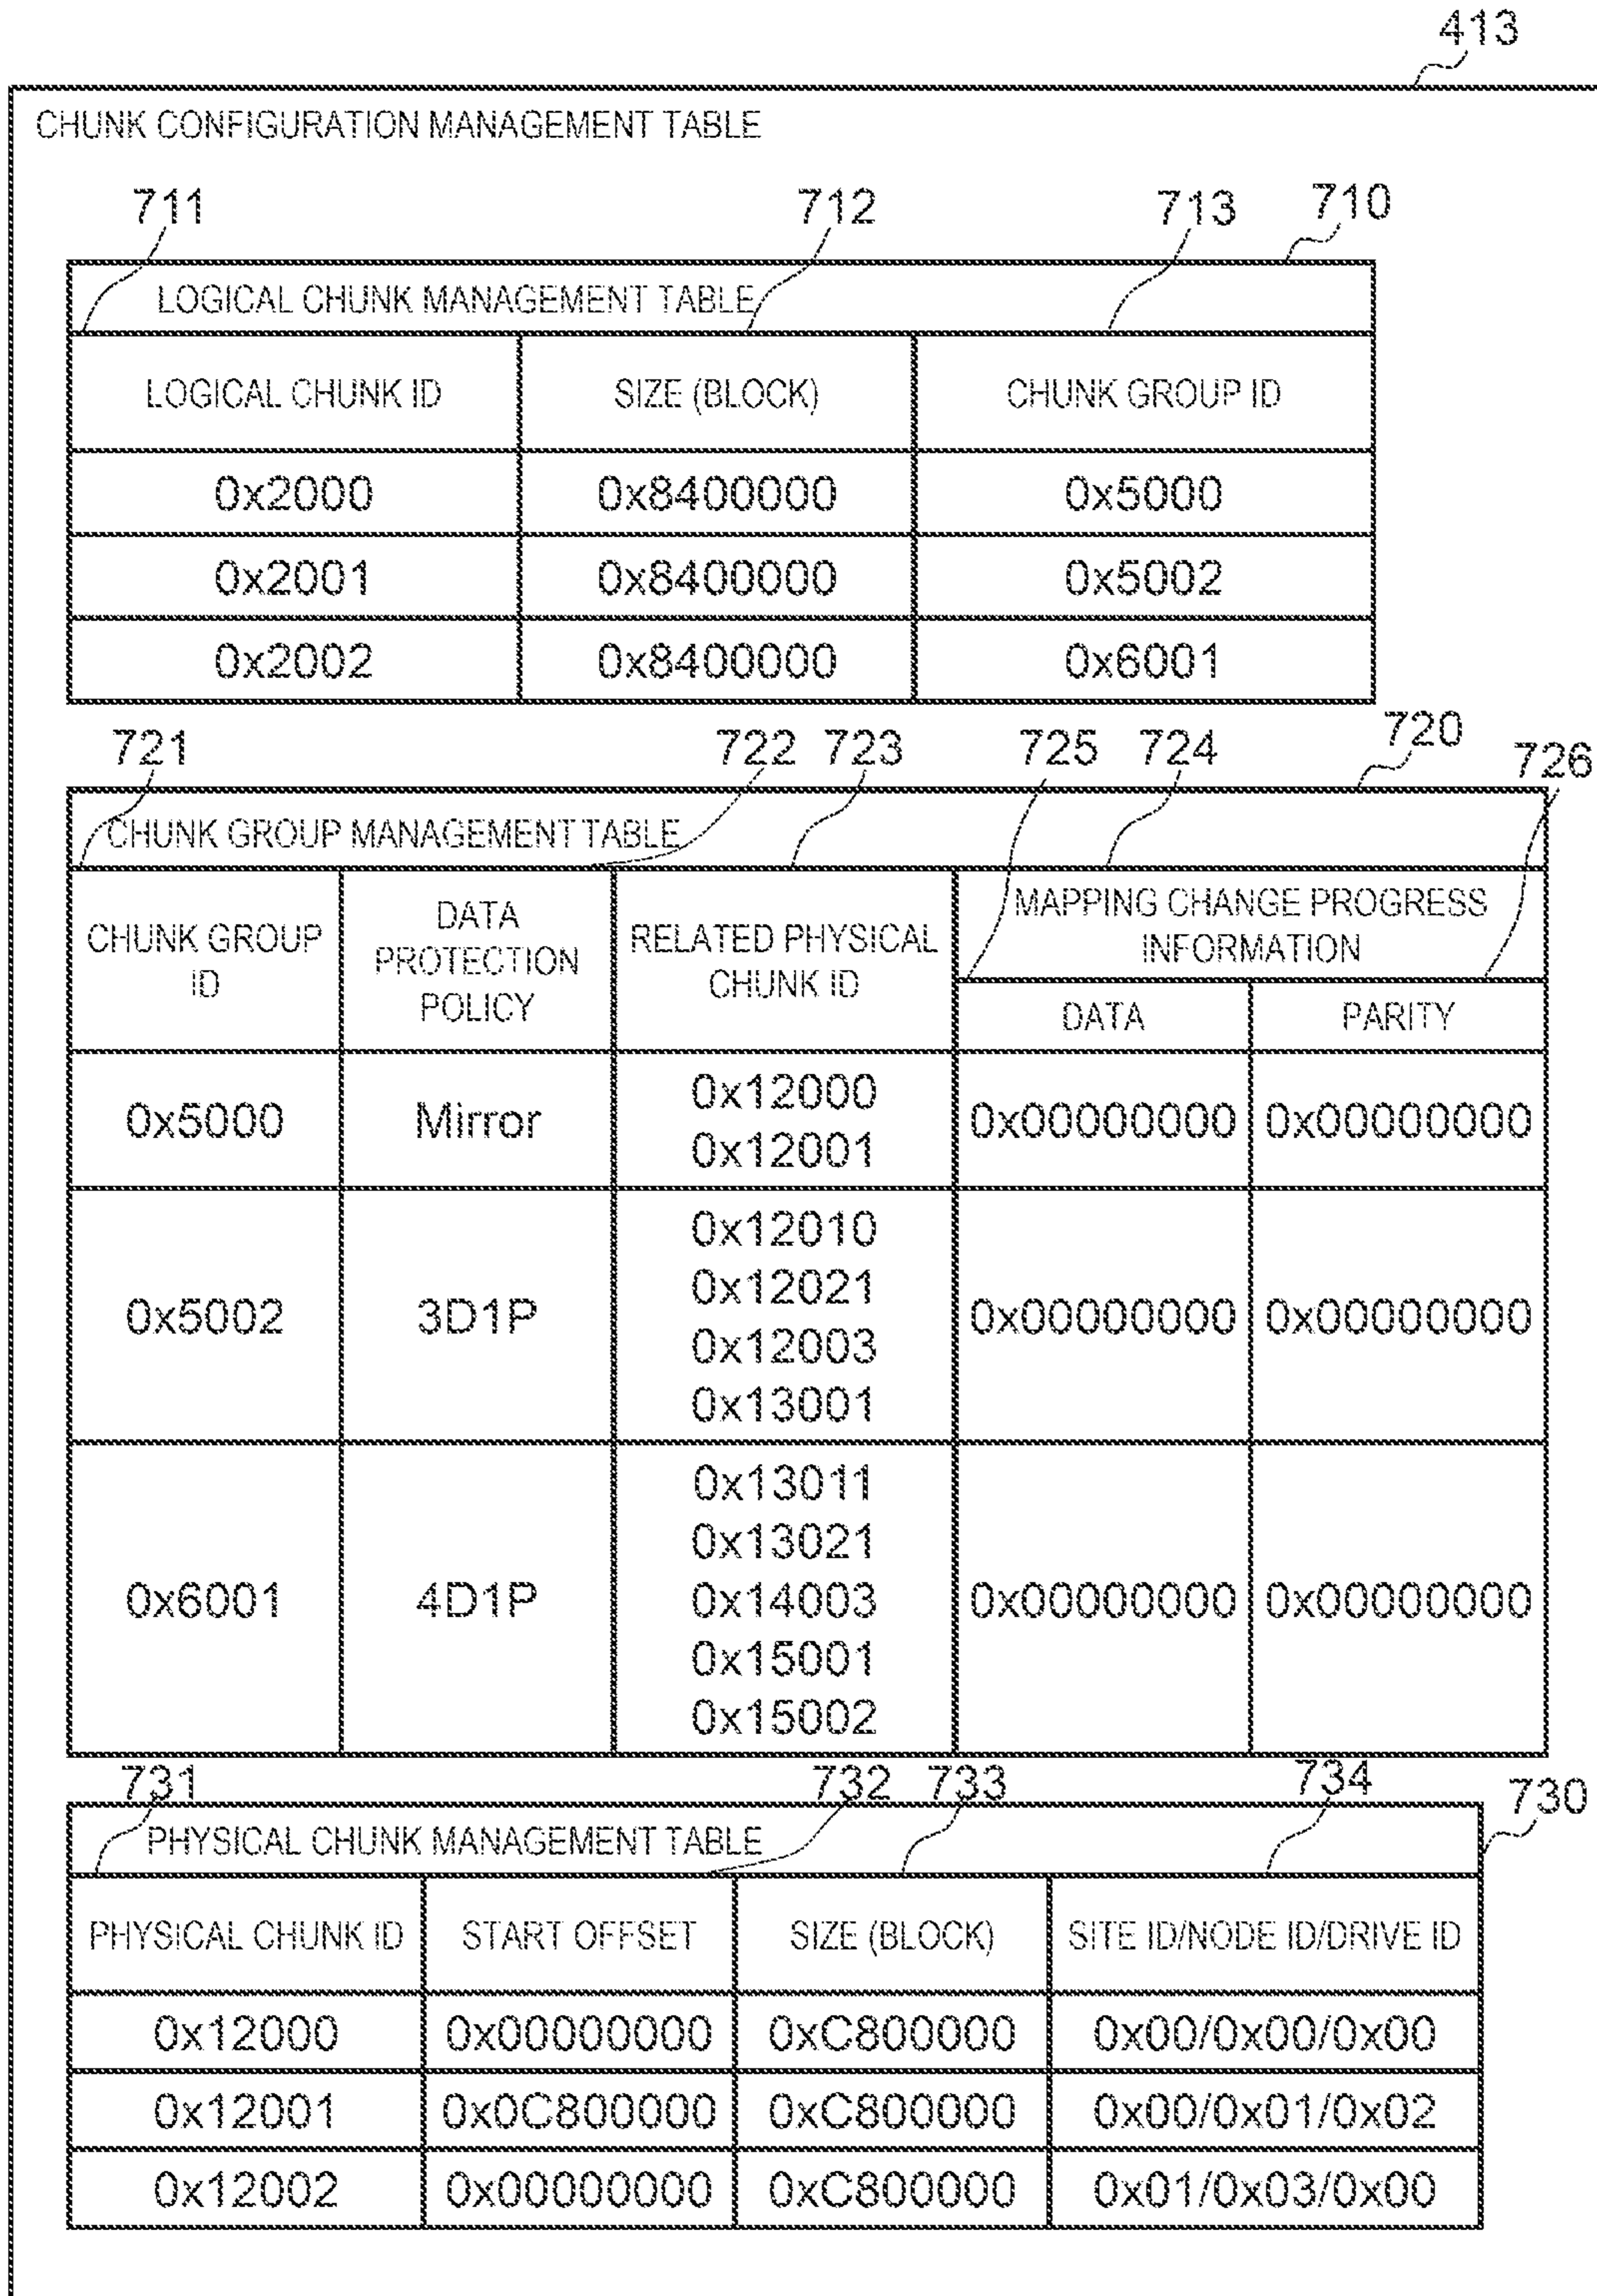 413
CHUNK CONFIGURATION MANAGEMENT TABLE
711 712 713 710
LOGICAL CHUNK MANAGEMENT TABLE
LOGICAL CHUNK ID SIZE (BLOCK) CHUNK GROUP ID
0x2000 0x8400000 0x5000
0x2001 0x8400000 0x5002
0x2002 0x8400000 0x6001
721 722 723 725 724 720 726
CHUNK GROUP MANAGEMENT TABLE
CHUNK GROUP
ID
DATA
PROTECTION
POLICY
RELATED PHYSICAL
CHUNK ID
MAPPING CHANGE PROGRESS
INFORMATION
DATA PARITY
0x5000 Mirror
0x12000
0x12001
0x00000000 0x00000000
0x5002 3D1P
0x12010
0x12021
0x12003
0x13001
0x00000000 0x00000000
0x6001 4D1P
0x13011
0x13021
0x14003
0x15001
0x15002
0x00000000 0x00000000
731 732 733 734 730
PHYSICAL CHUNK MANAGEMENT TABLE
PHYSICAL CHUNK ID START OFFSET SIZE (BLOCK) SITE ID/NODE ID/DRIVE ID
0x12000 0x00000000 0xC800000 0x00/0x00/0x00
0x12001 0x0C800000 0xC800000 0x00/0x01/0x02
0x12002 0x00000000 0xC800000 0x01/0x03/0x00